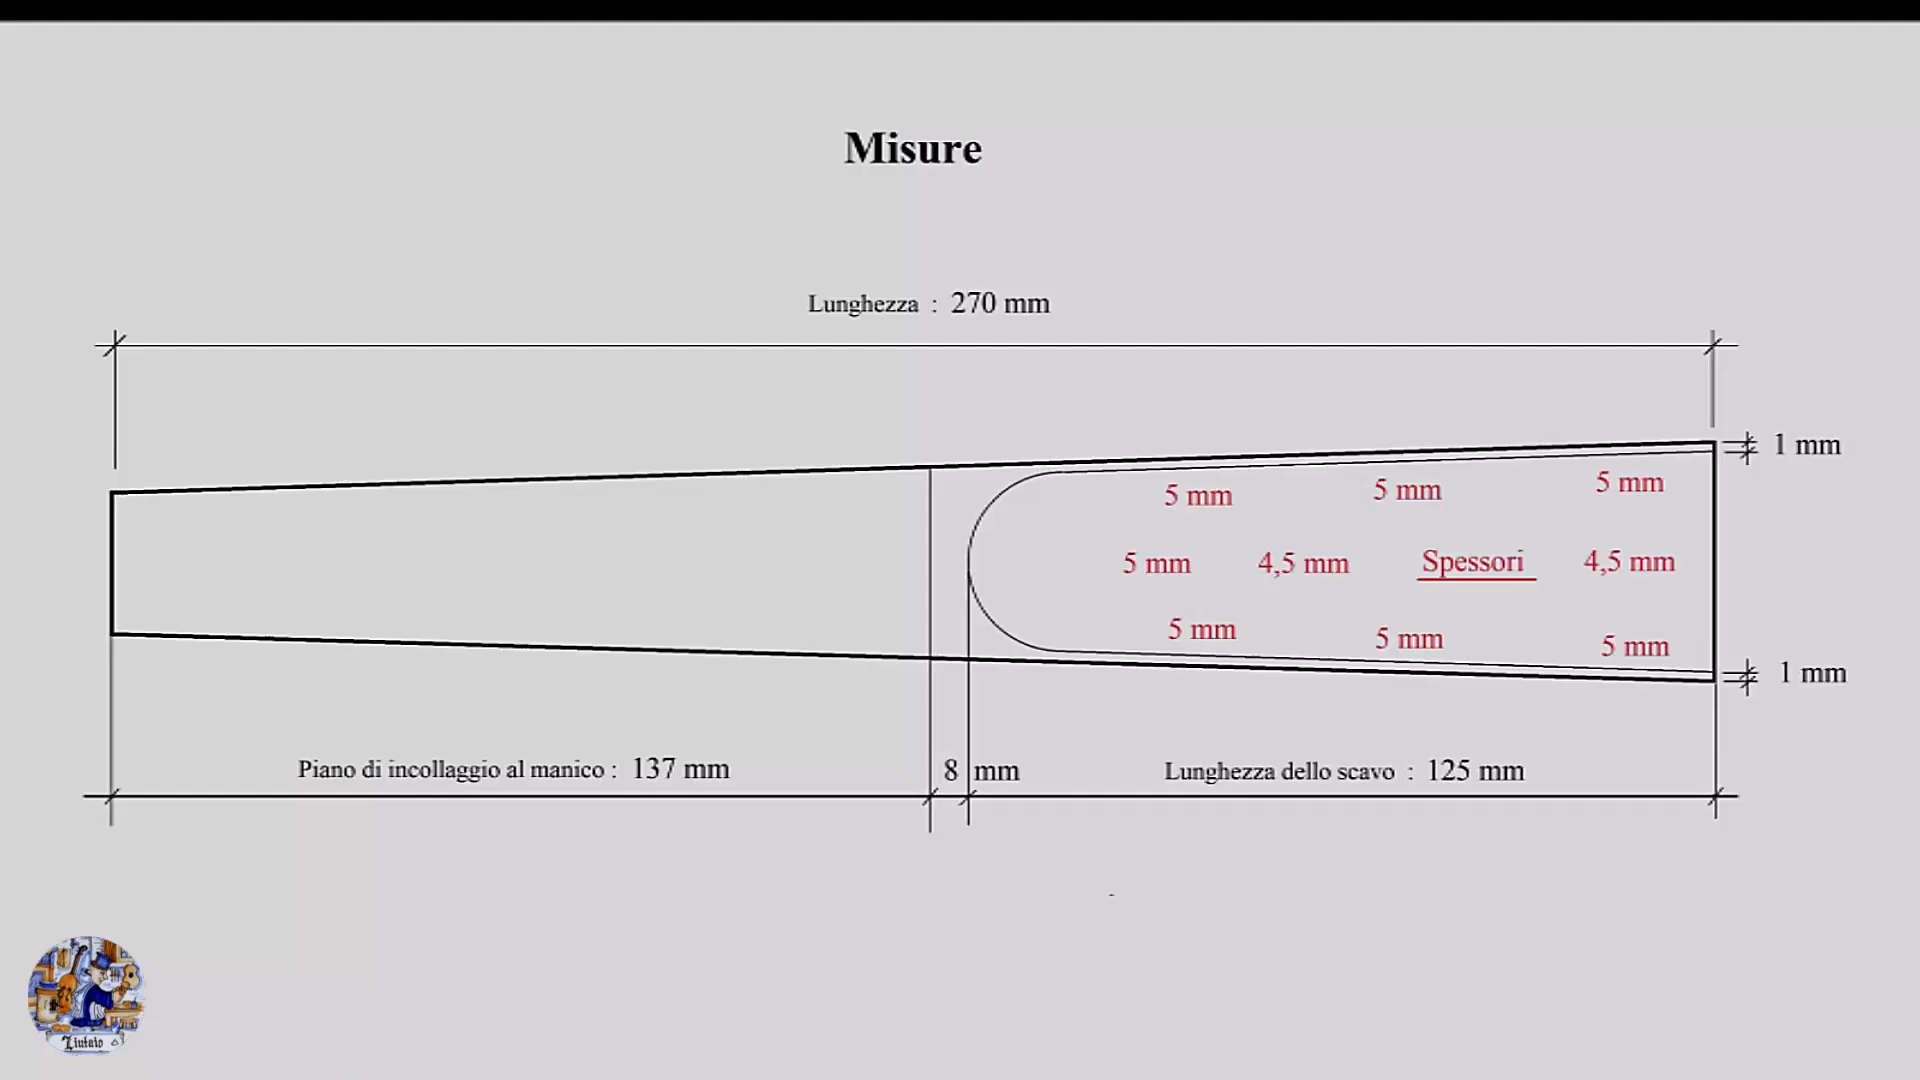 Misure
Lunghezza : 270 mm
1 mm
5 mm 5 mm 5 mm
5 mm 4,5 mm Spessori 4,5 mm
5 mm 5 mm 5 mm
1 mm
Piano di incollaggio al manico : 137 mm 8 mm Lunghezza dello scavo : 125 mm
Liutaio